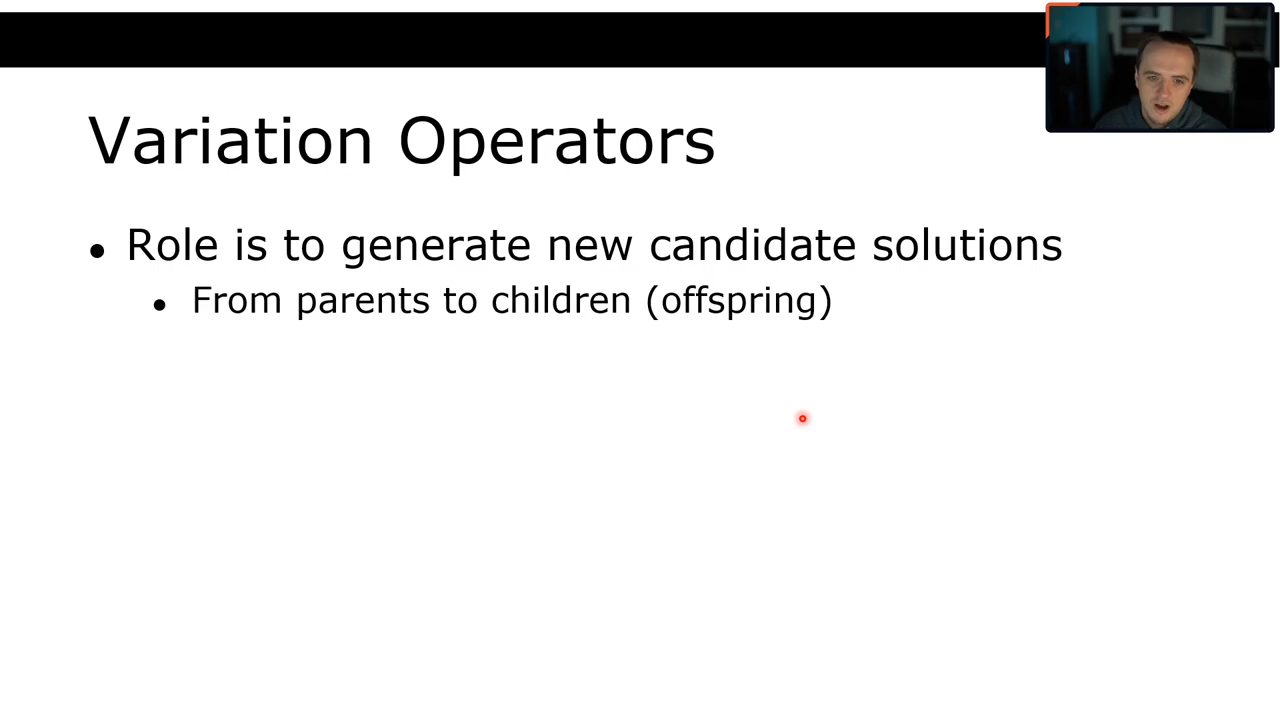 Variation Operators
● Role is to generate new candidate solutions
● From parents to children (offspring)